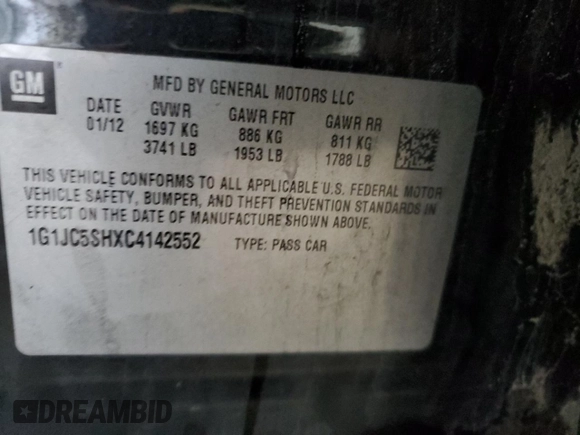 GM
MFD BY GENERAL MOTORS LLC
DATE GVWR GAWR FRT GAWR RR
01/12 1697 KG 886 KG 811 KG
3741 LB 1953 LB 1788 LB
THIS VEHICLE CONFORMS TO ALL APPLICABLE U.S. FEDERAL MOTOR
VEHICLE SAFETY, BUMPER, AND THEFT PREVENTION STANDARDS IN
EFFECT ON THE DATE OF MANUFACTURE SHOWN ABOVE.
1G1JC5SHXC4142552 TYPE: PASS CAR
DREAMBID